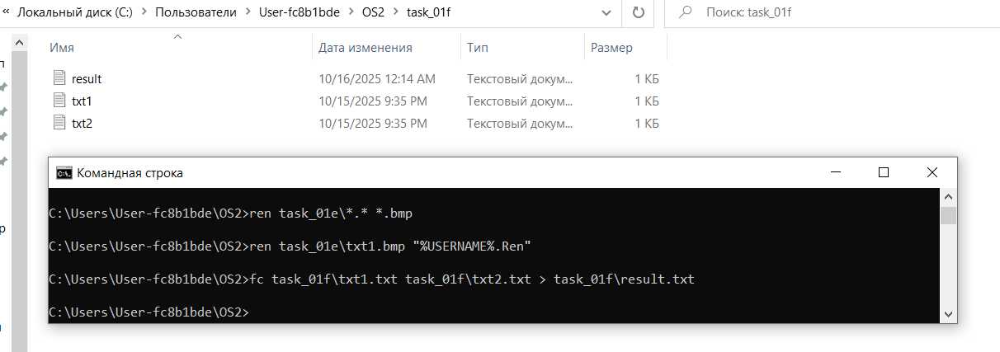 « Локальный диск (C:) > Пользователи > User-fc8b1bde > OS2 > task_01f
Поиск: task_01f
Имя Дата изменения Тип Размер
result 10/16/2025 12:14 AM Текстовый докум... 1 КБ
txt1 10/15/2025 9:35 PM Текстовый докум... 1 КБ
txt2 10/15/2025 9:35 PM Текстовый докум... 1 КБ
Командная строка
C:\Users\User-fc8b1bde\OS2>ren task_01e\*.* *.bmp
C:\Users\User-fc8b1bde\OS2>ren task_01e\txt1.bmp "%USERNAME%.Ren"
C:\Users\User-fc8b1bde\OS2>fc task_01f\txt1.txt task_01f\txt2.txt > task_01f\result.txt
C:\Users\User-fc8b1bde\OS2>